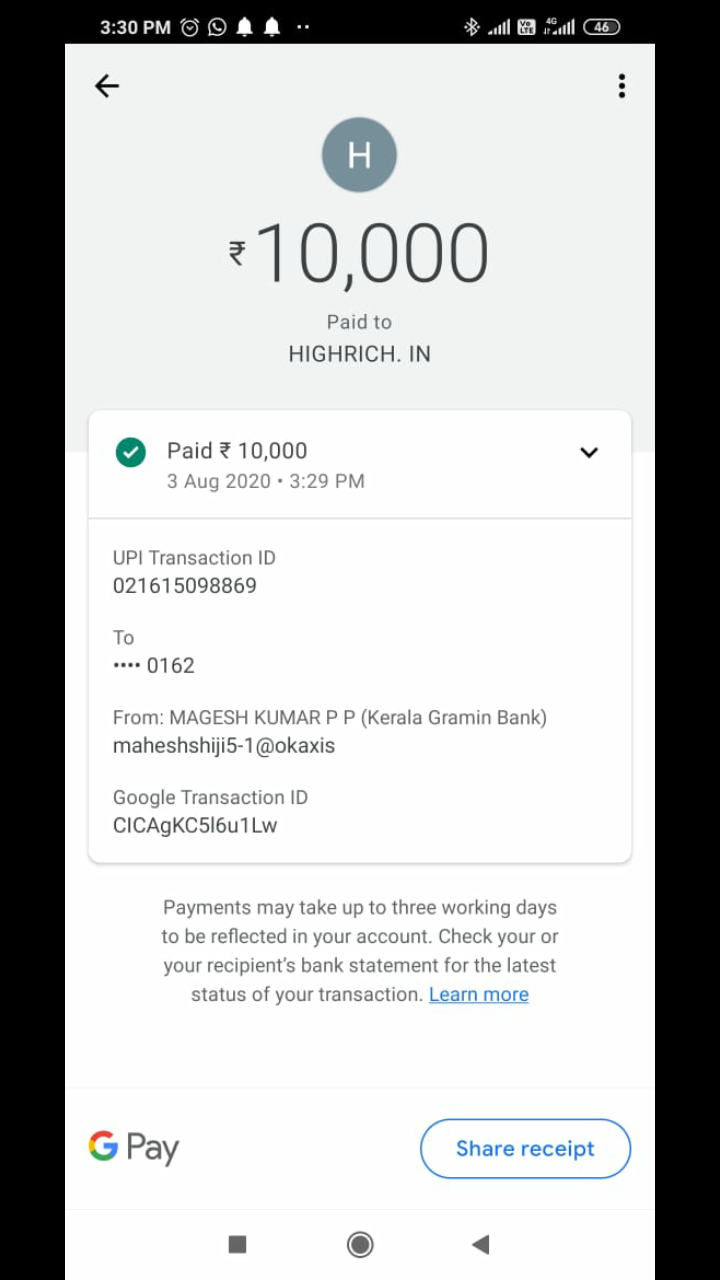 3:30 PM
Vo LTE 4G 46
H
₹10,000
Paid to
HIGHRICH. IN
Paid ₹ 10,000
3 Aug 2020 • 3:29 PM
UPI Transaction ID
021615098869
To
•••• 0162
From: MAGESH KUMAR P P (Kerala Gramin Bank)
maheshshiji5-1@okaxis
Google Transaction ID
CICAgKC5l6u1Lw
Payments may take up to three working days
to be reflected in your account. Check your or
your recipient's bank statement for the latest
status of your transaction. Learn more
G Pay
Share receipt